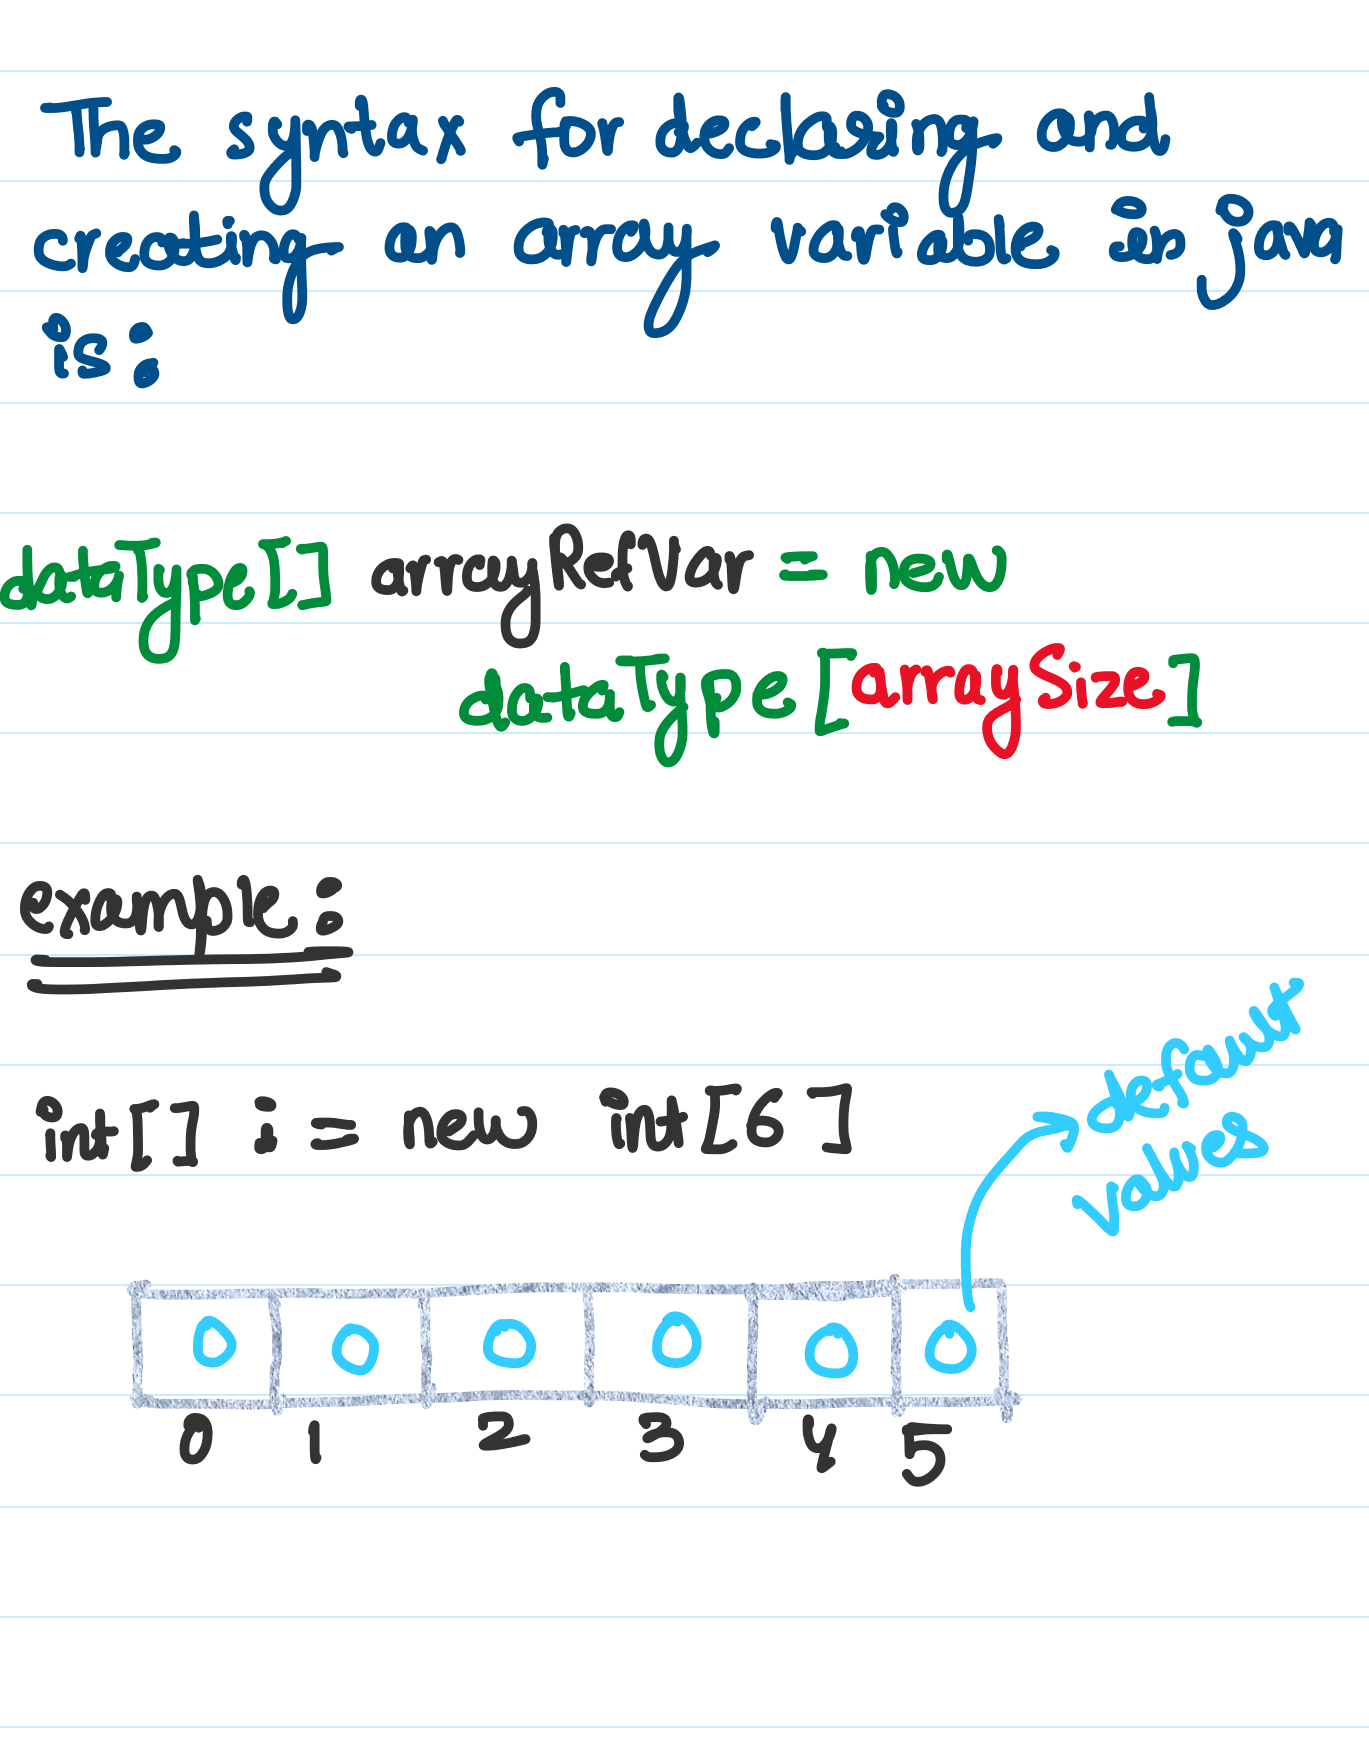 The syntax for declaring and
creating an array variable in java
is:
dataType[] arrayRefVar = new
dataType[arraySize]
example:
default
values
int[] i = new int[6]
0 0 0 0 0 0
0 1 2 3 4 5